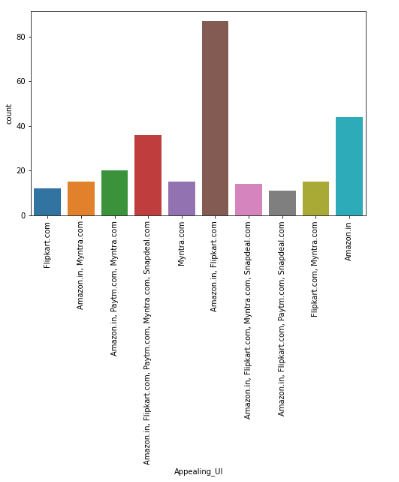 80
60
40
20
0
count
Flipkart.com
Amazon.in, Myntra.com
Amazon.in, Paytm.com, Myntra.com
Amazon.in, Flipkart.com, Paytm.com, Myntra.com, Snapdeal.com
Myntra.com
Amazon.in, Flipkart.com
Amazon.in, Flipkart.com, Myntra.com, Snapdeal.com
Amazon.in, Flipkart.com, Paytm.com, Snapdeal.com
Flipkart.com, Myntra.com
Amazon.in
Appealing_UI